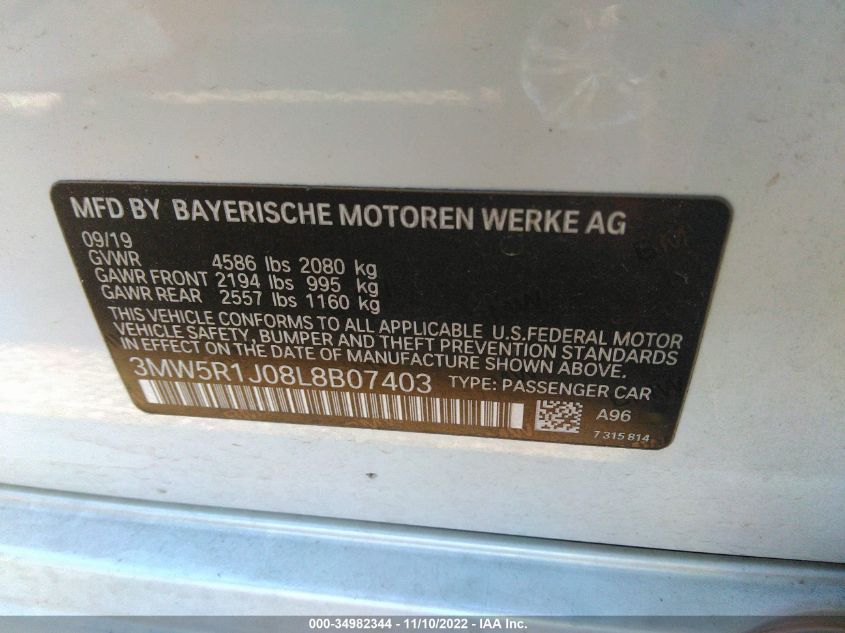 MFD BY BAYERISCHE MOTOREN WERKE AG
09/19
GVWR 4586 lbs 2080 kg
GAWR FRONT 2194 lbs 995 kg
GAWR REAR 2557 lbs 1160 kg
THIS VEHICLE CONFORMS TO ALL APPLICABLE U.S.FEDERAL MOTOR
VEHICLE SAFETY, BUMPER AND THEFT PREVENTION STANDARDS
IN EFFECT ON THE DATE OF MANUFACTURE SHOWN ABOVE.
3MW5R1J08L8B07403 TYPE: PASSENGER CAR
A96
7 315 814
000-34982344 - 11/10/2022 - IAA Inc.